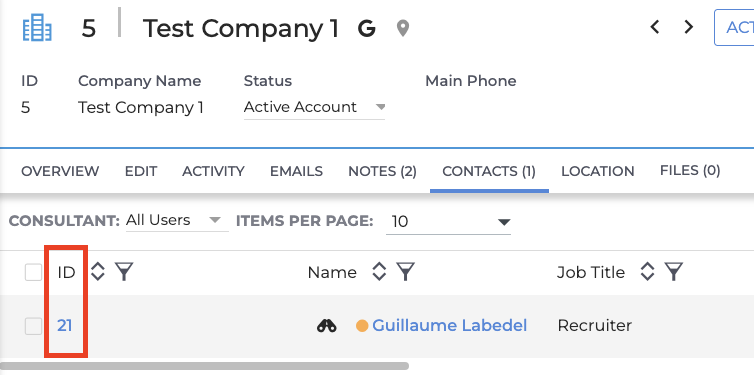 5 Test Company 1 G ACT
ID Company Name Status Main Phone
5 Test Company 1 Active Account
OVERVIEW EDIT ACTIVITY EMAILS NOTES (2) CONTACTS (1) LOCATION FILES (0)
CONSULTANT: All Users ITEMS PER PAGE: 10
ID Name Job Title
21 Guillaume Labedel Recruiter